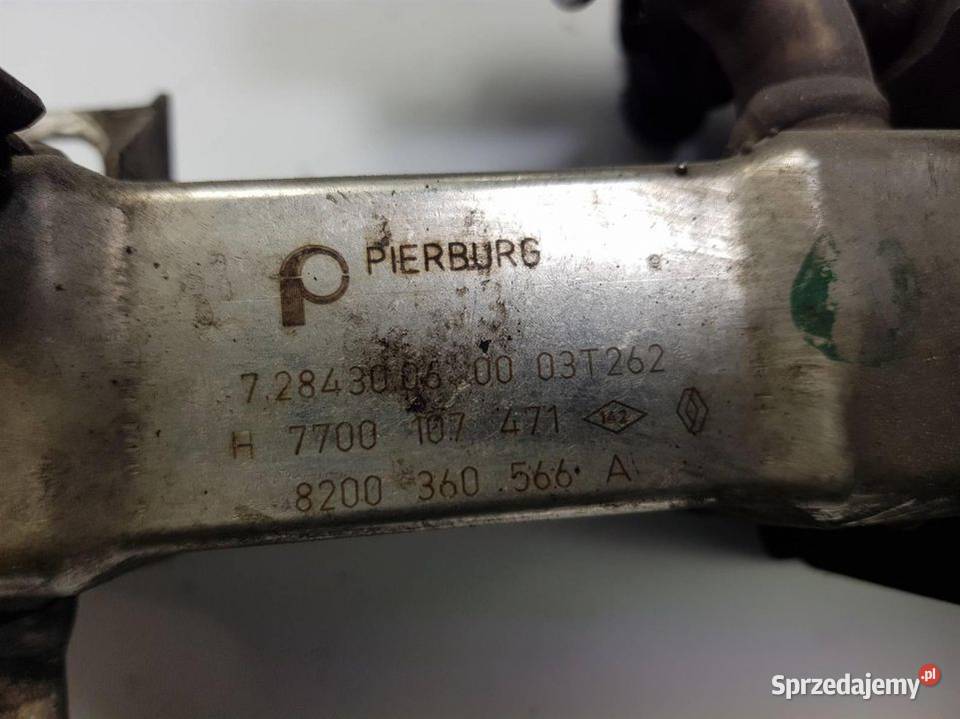 PIERBURG
7.28430.06.00 03T262
H 7700 107 471 142
8200 360 566 A
Sprzedajemy.pl